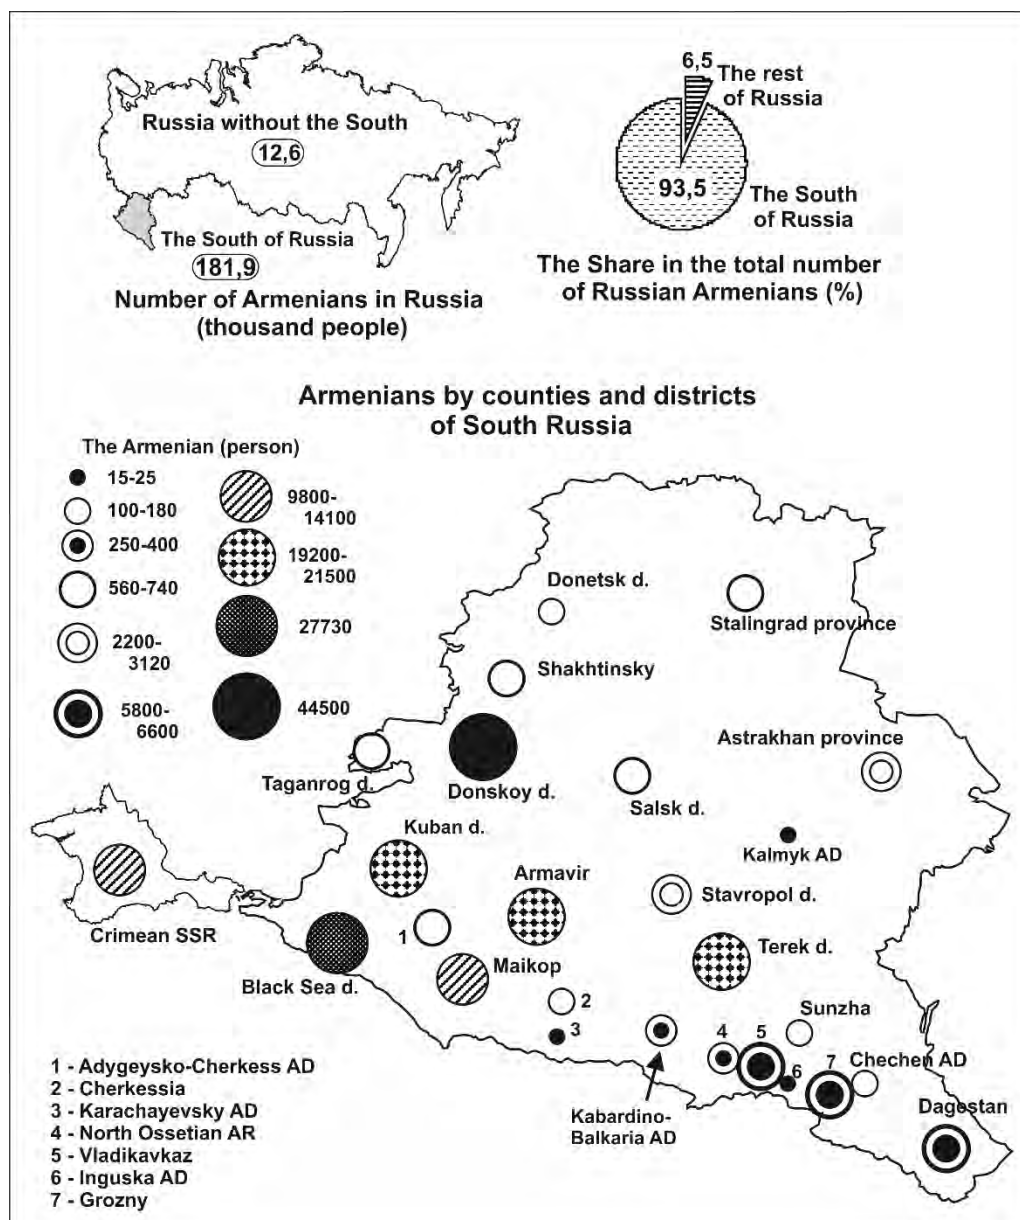 Russia without the South
12,6
The South of Russia
181,9
Number of Armenians in Russia
(thousand people)
6,5
The rest
of Russia
93,5
The South
of Russia
The Share in the total number
of Russian Armenians (%)
Armenians by counties and districts
of South Russia
The Armenian (person)
15-25
100-180
250-400
560-740
2200-
3120
5800-
6600
9800-
14100
19200-
21500
27730
44500
Donetsk d.
Stalingrad province
Shakhtinsky
Astrakhan province
Taganrog d.
Donskoy d.
Salsk d.
Kuban d.
Kalmyk AD
Armavir
Stavropol d.
Crimean SSR
1
Terek d.
Maikop
Black Sea d.
2
Sunzha
3
4
5
6
7
Chechen AD
Kabardino-
Balkaria AD
Dagestan
1 - Adygeysko-Cherkess AD
2 - Cherkessia
3 - Karachayevsky AD
4 - North Ossetian AR
5 - Vladikavkaz
6 - Inguska AD
7 - Grozny